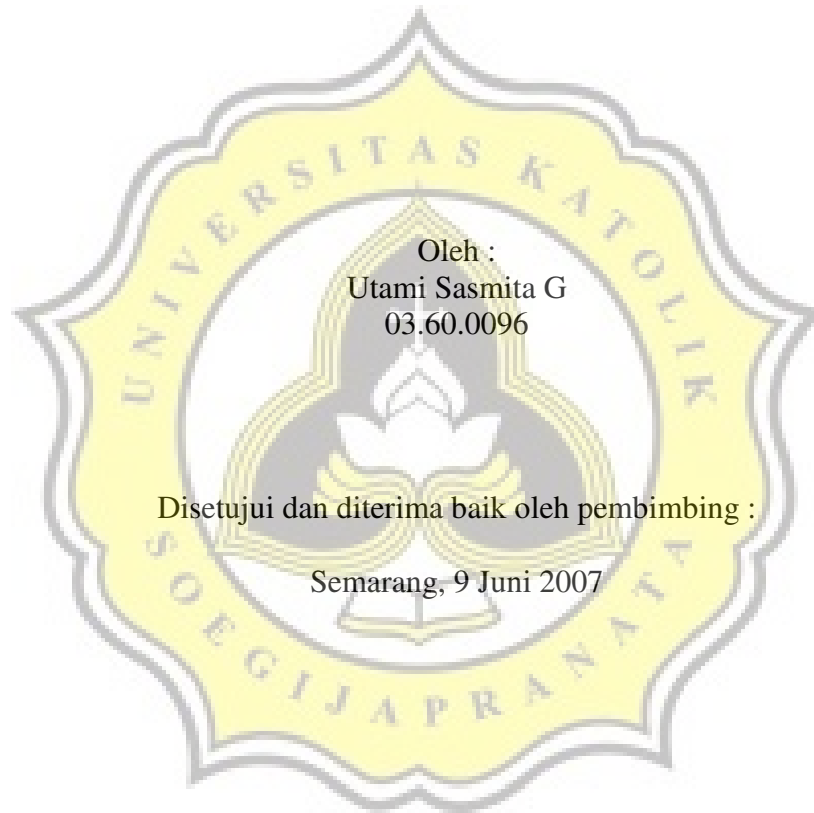 Oleh :
Utami Sasmita G
03.60.0096
Disetujui dan diterima baik oleh pembimbing :
Semarang, 9 Juni 2007
UNIVERSITAS KATOLIK
SOEGIJAPRANATA